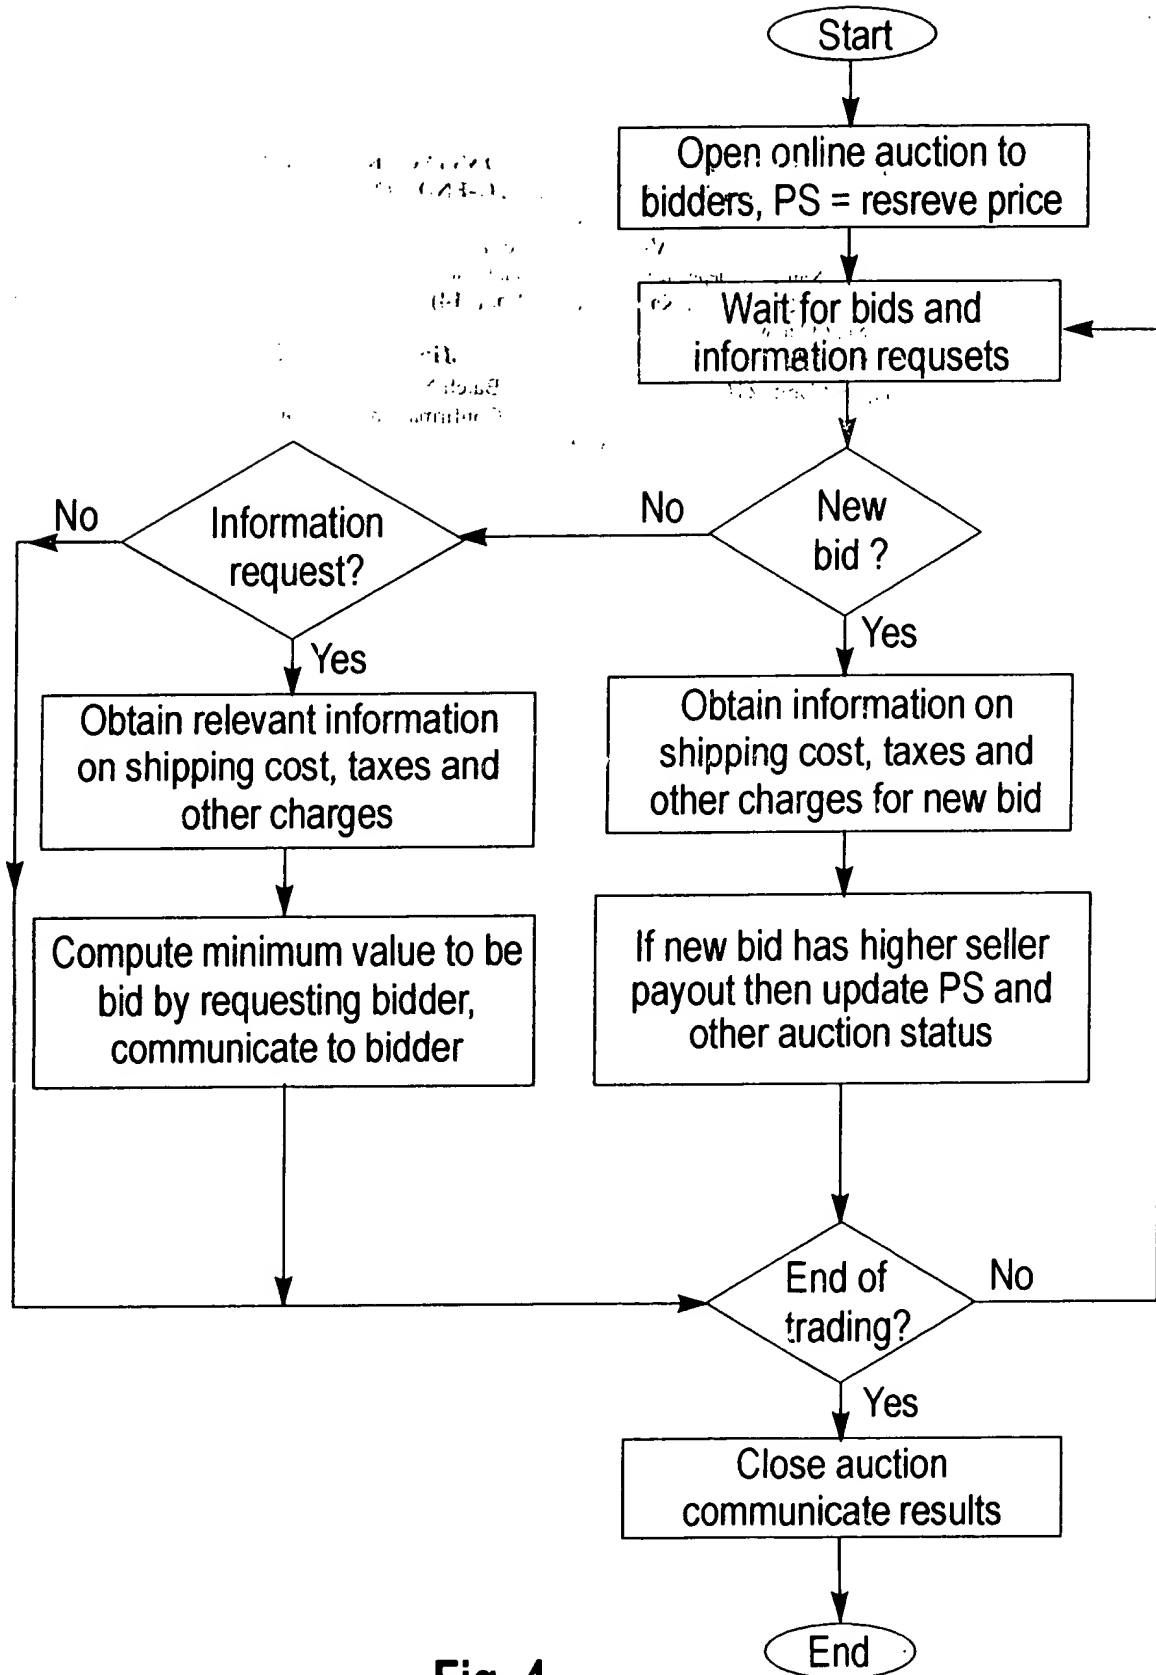 Start
Open online auction to
bidders, PS = resreve price
Wait for bids and
information requsets
New
bid ?
No
Information
request?
No
Yes
Yes
Obtain relevant information
on shipping cost, taxes and
other charges
Obtain information on
shipping cost, taxes and
other charges for new bid
Compute minimum value to be
bid by requesting bidder,
communicate to bidder
If new bid has higher seller
payout then update PS and
other auction status
End of
trading?
No
Yes
Close auction
communicate results
End
Fig. 4